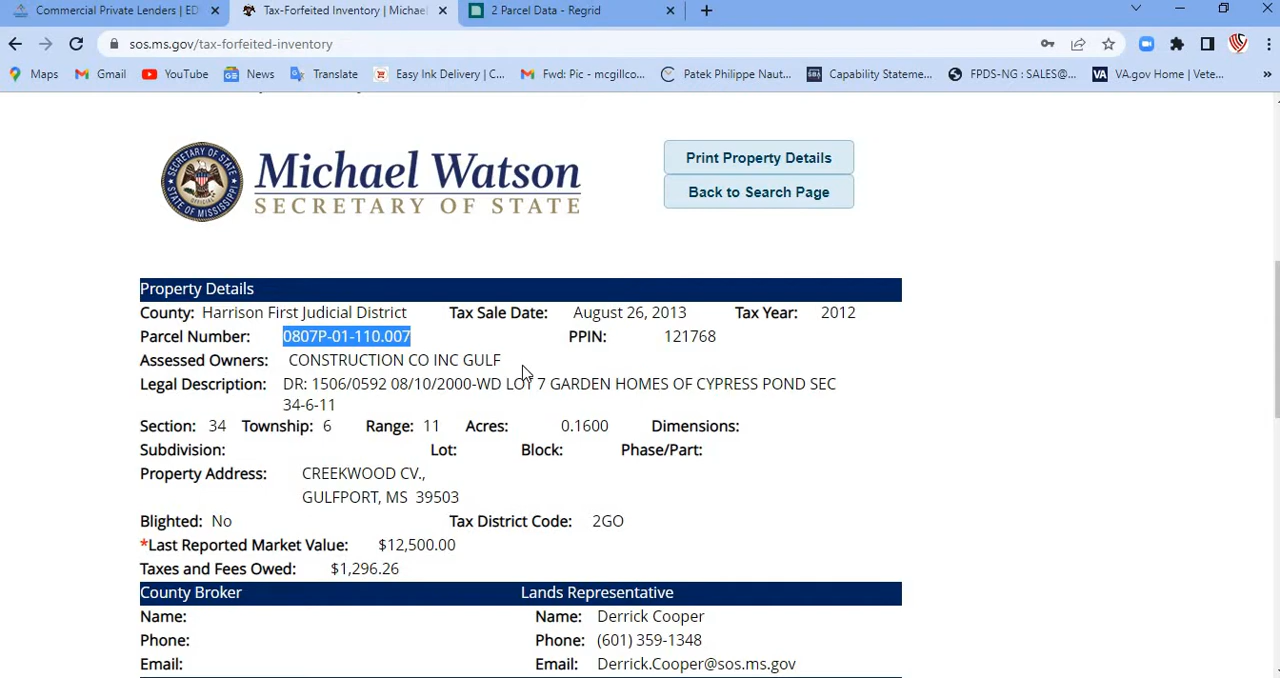 Commercial Private Lenders | ED
Tax-Forfeited Inventory | Michae
2 Parcel Data - Regrid
sos.ms.gov/tax-forfeited-inventory
Maps Gmail YouTube News Translate Easy Ink Delivery | C... Fwd: Pic - mcgillco... Patek Philippe Naut... Capability Stateme... FPDS-NG : SALES@... VA.gov Home | Vete... »
SECRETARY OF STATE
STATE OF MISSISSIPPI
Michael Watson
SECRETARY OF STATE
Print Property Details
Back to Search Page
Property Details
County: Harrison First Judicial District Tax Sale Date: August 26, 2013 Tax Year: 2012
Parcel Number: 0807P-01-110.007 PPIN: 121768
Assessed Owners: CONSTRUCTION CO INC GULF
Legal Description: DR: 1506/0592 08/10/2000-WD LOT 7 GARDEN HOMES OF CYPRESS POND SEC
34-6-11
Section: 34 Township: 6 Range: 11 Acres: 0.1600 Dimensions:
Subdivision: Lot: Block: Phase/Part:
Property Address: CREEKWOOD CV.,
GULFPORT, MS 39503
Blighted: No Tax District Code: 2GO
*Last Reported Market Value: $12,500.00
Taxes and Fees Owed: $1,296.26
County Broker Lands Representative
Name: Name: Derrick Cooper
Phone: Phone: (601) 359-1348
Email: Email: Derrick.Cooper@sos.ms.gov